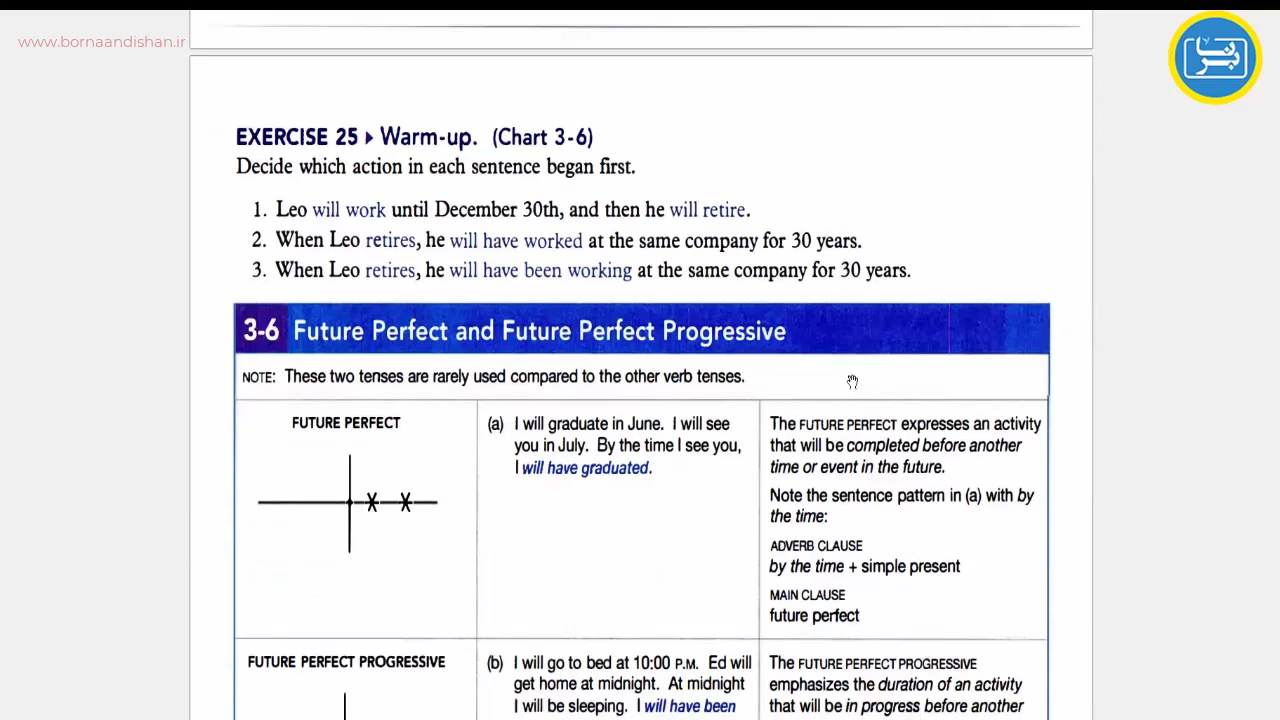 www.bornaandishan.ir
برنا
EXERCISE 25 ▸ Warm-up. (Chart 3-6)
Decide which action in each sentence began first.
1. Leo will work until December 30th, and then he will retire.
2. When Leo retires, he will have worked at the same company for 30 years.
3. When Leo retires, he will have been working at the same company for 30 years.
3-6 Future Perfect and Future Perfect Progressive
NOTE: These two tenses are rarely used compared to the other verb tenses.
FUTURE PERFECT
(a) I will graduate in June. I will see
you in July. By the time I see you,
I will have graduated.
The FUTURE PERFECT expresses an activity
that will be completed before another
time or event in the future.
Note the sentence pattern in (a) with by
the time:
ADVERB CLAUSE
by the time + simple present
MAIN CLAUSE
future perfect
FUTURE PERFECT PROGRESSIVE
(b) I will go to bed at 10:00 P.M. Ed will
get home at midnight. At midnight
I will be sleeping. I will have been
The FUTURE PERFECT PROGRESSIVE
emphasizes the duration of an activity
that will be in progress before another